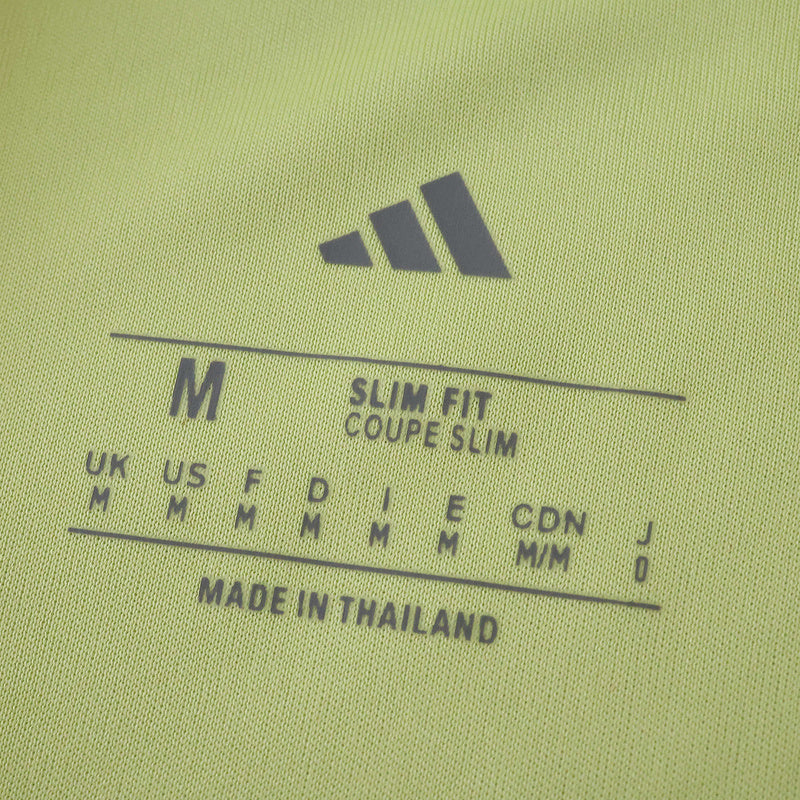 M
SLIM FIT
COUPE SLIM
UK US F D I E CDN J
M M M M M M M/M O
MADE IN THAILAND